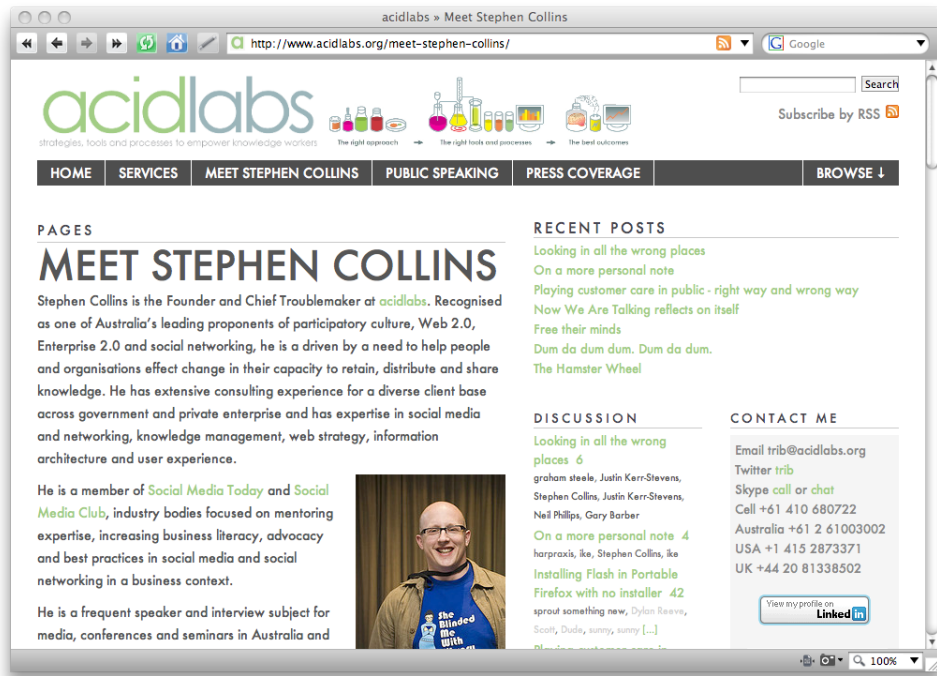 acidlabs » Meet Stephen Collins
http://www.acidlabs.org/meet-stephen-collins/
Google
acidlabs
strategies, tools and processes to empower knowledge workers
The right approach
The right tools and processes
The best outcomes
Search
Subscribe by RSS
HOME
SERVICES
MEET STEPHEN COLLINS
PUBLIC SPEAKING
PRESS COVERAGE
BROWSE ↓
PAGES
MEET STEPHEN COLLINS
Stephen Collins is the Founder and Chief Troublemaker at acidlabs. Recognised
as one of Australia's leading proponents of participatory culture, Web 2.0,
Enterprise 2.0 and social networking, he is a driven by a need to help people
and organisations effect change in their capacity to retain, distribute and share
knowledge. He has extensive consulting experience for a diverse client base
across government and private enterprise and has expertise in social media
and networking, knowledge management, web strategy, information
architecture and user experience.
He is a member of Social Media Today and Social
Media Club, industry bodies focused on mentoring
expertise, increasing business literacy, advocacy
and best practices in social media and social
networking in a business context.
He is a frequent speaker and interview subject for
media, conferences and seminars in Australia and
She
Blinded
Me
With
RECENT POSTS
Looking in all the wrong places
On a more personal note
Playing customer care in public - right way and wrong way
Now We Are Talking reflects on itself
Free their minds
Dum da dum dum. Dum da dum.
The Hamster Wheel
DISCUSSION
Looking in all the wrong
places 6
graham steele, Justin Kerr-Stevens,
Stephen Collins, Justin Kerr-Stevens,
Neil Phillips, Gary Barber
On a more personal note 4
harpraxis, ike, Stephen Collins, ike
Installing Flash in Portable
Firefox with no installer 42
sprout something new, Dylon Reeve,
Scott, Dude, sunny, sunny [...]
Playing customer care in
CONTACT ME
Email trib@acidlabs.org
Twitter trib
Skype call or chat
Cell +61 410 680722
Australia +61 2 61003002
USA +1 415 2873371
UK +44 20 81338502
View my profile on
Linked in
100%